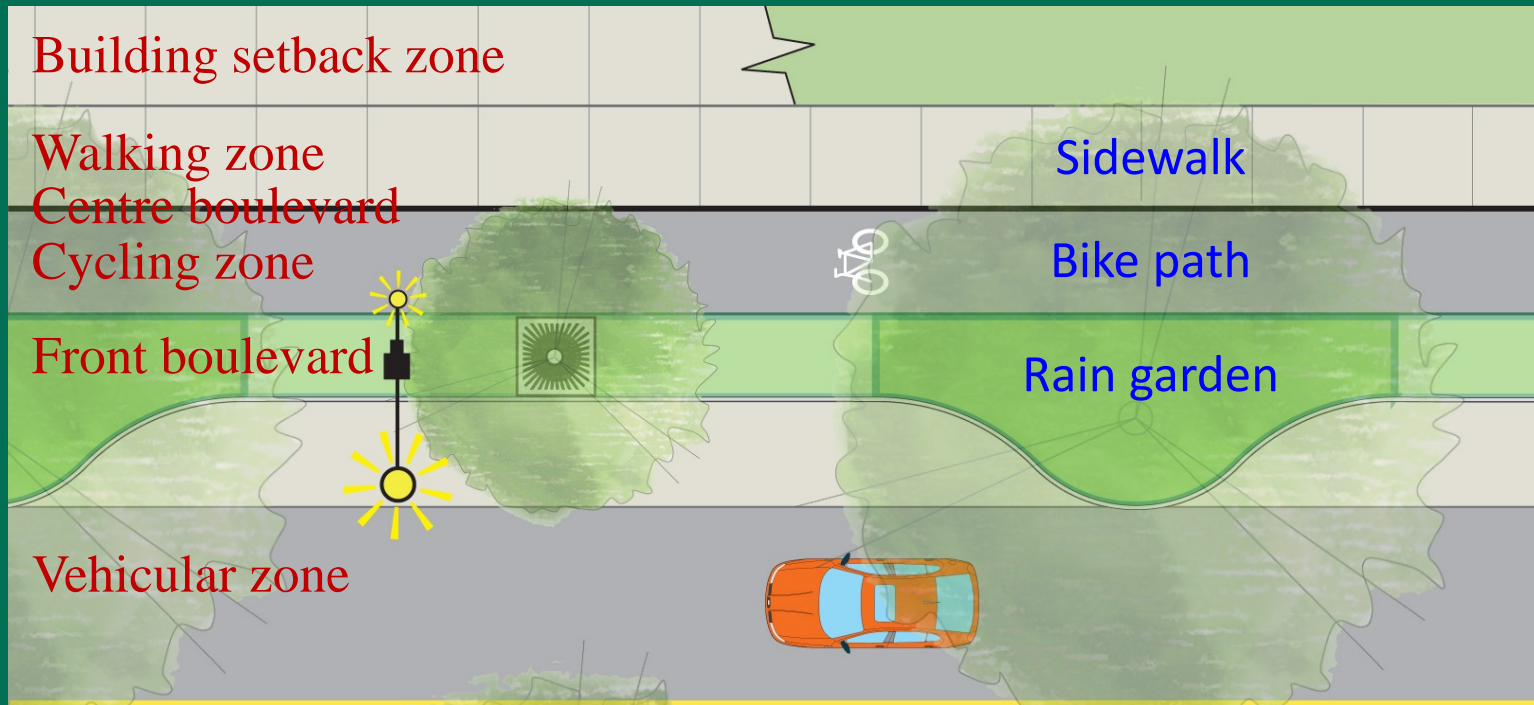 Building setback zone
Walking zone
Sidewalk
Centre boulevard
Cycling zone
Bike path
Front boulevard
Rain garden
Vehicular zone